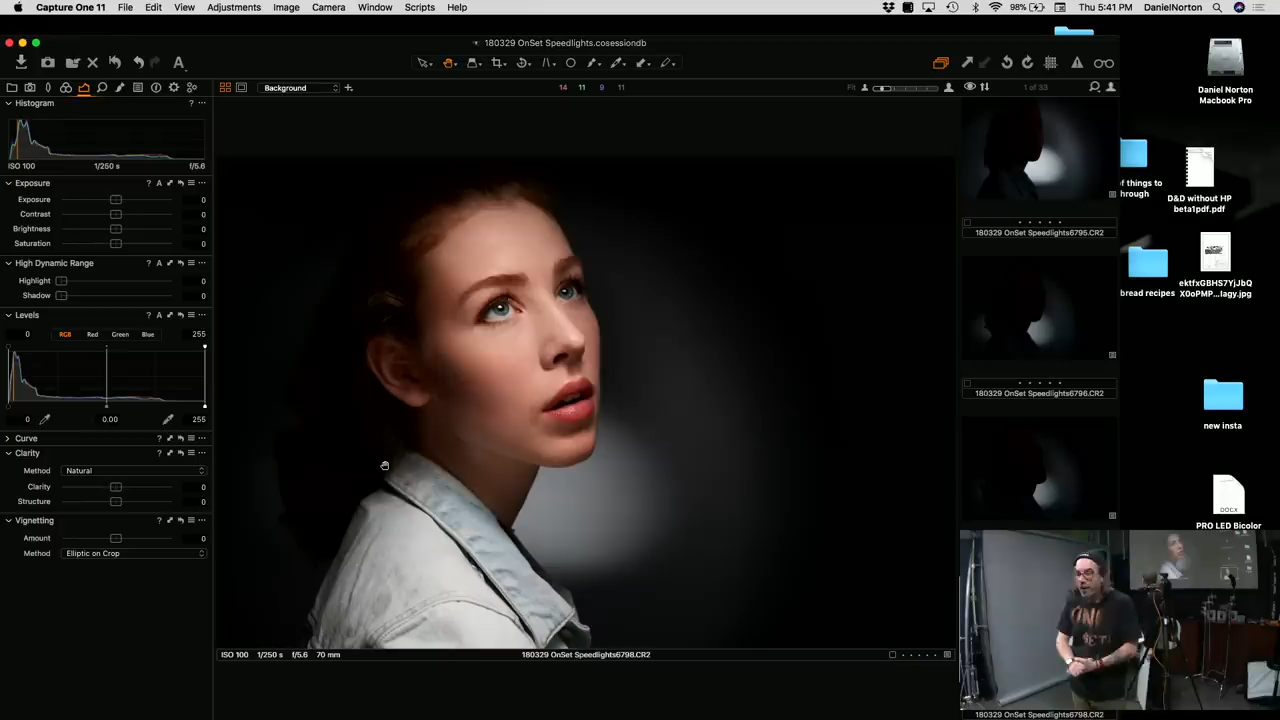 Capture One 11 File Edit View Adjustments Image Camera Window Scripts Help 98% Thu 5:41 PM DanielNorton
180329 OnSet Speedlights.cosessiondb
Background 14 11 9 11 Fit 1 of 33
Histogram ? ...
ISO 100 1/250 s f/5.6
Exposure ? A ...
Exposure 0
Contrast 0
Brightness 0
Saturation 0
High Dynamic Range ? A ...
Highlight 0
Shadow 0
Levels ? A ...
0 RGB Red Green Blue 255
0 0.00 255
Curve ? A ...
Clarity ? A ...
Method Natural
Clarity 0
Structure 0
Vignetting ? ...
Amount 0
Method Elliptic on Crop
ISO 100 1/250 s f/5.6 70 mm 180329 OnSet Speedlights6798.CR2
180329 OnSet Speedlights6795.CR2
180329 OnSet Speedlights6796.CR2
180329 OnSet Speedlights6798.CR2
Daniel Norton
Macbook Pro
of things to
through
D&D without HP
beta1pdf.pdf
bread recipes
ektfxGBHS7YjJbQ
X0oPMP...lagy.jpg
new insta
DOCX
PRO LED Bicolor